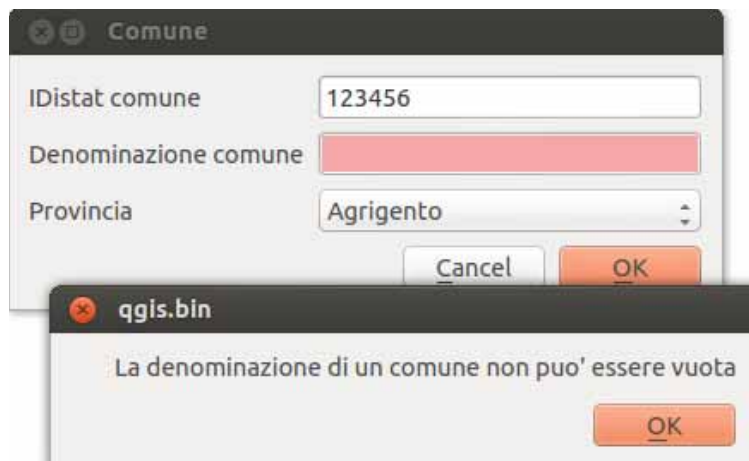 Comune
IDistat comune 123456
Denominazione comune
Provincia Agrigento
Cancel OK
qgis.bin
La denominazione di un comune non puo' essere vuota
OK